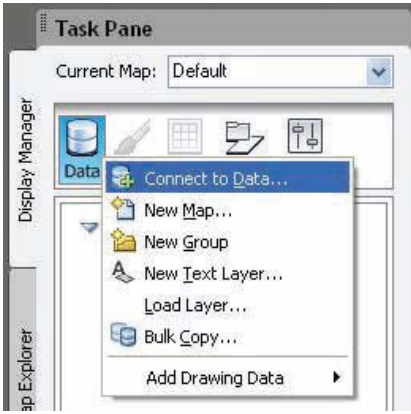 Task Pane
Current Map: Default
Display Manager
Data
Connect to Data...
New Map...
New Group
New Text Layer...
Load Layer...
Bulk Copy...
Add Drawing Data
Explorer